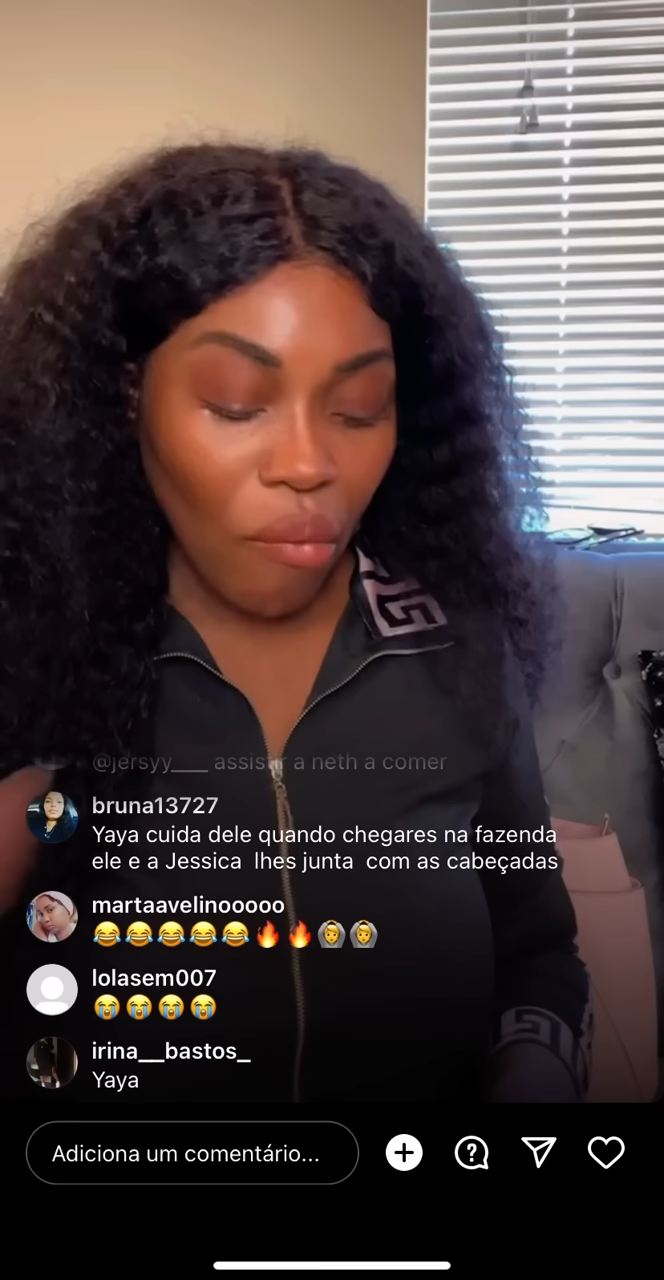 @jersyy___ assistir a neth a comer
bruna13727
Yaya cuida dele quando chegares na fazenda
ele e a Jessica lhes junta com as cabeçadas
martaavelinooooo
😂😂😂😂😂🔥🔥🙆🙆
lolasem007
😭😭😭😭
irina__bastos_
Yaya
Adiciona um comentário...